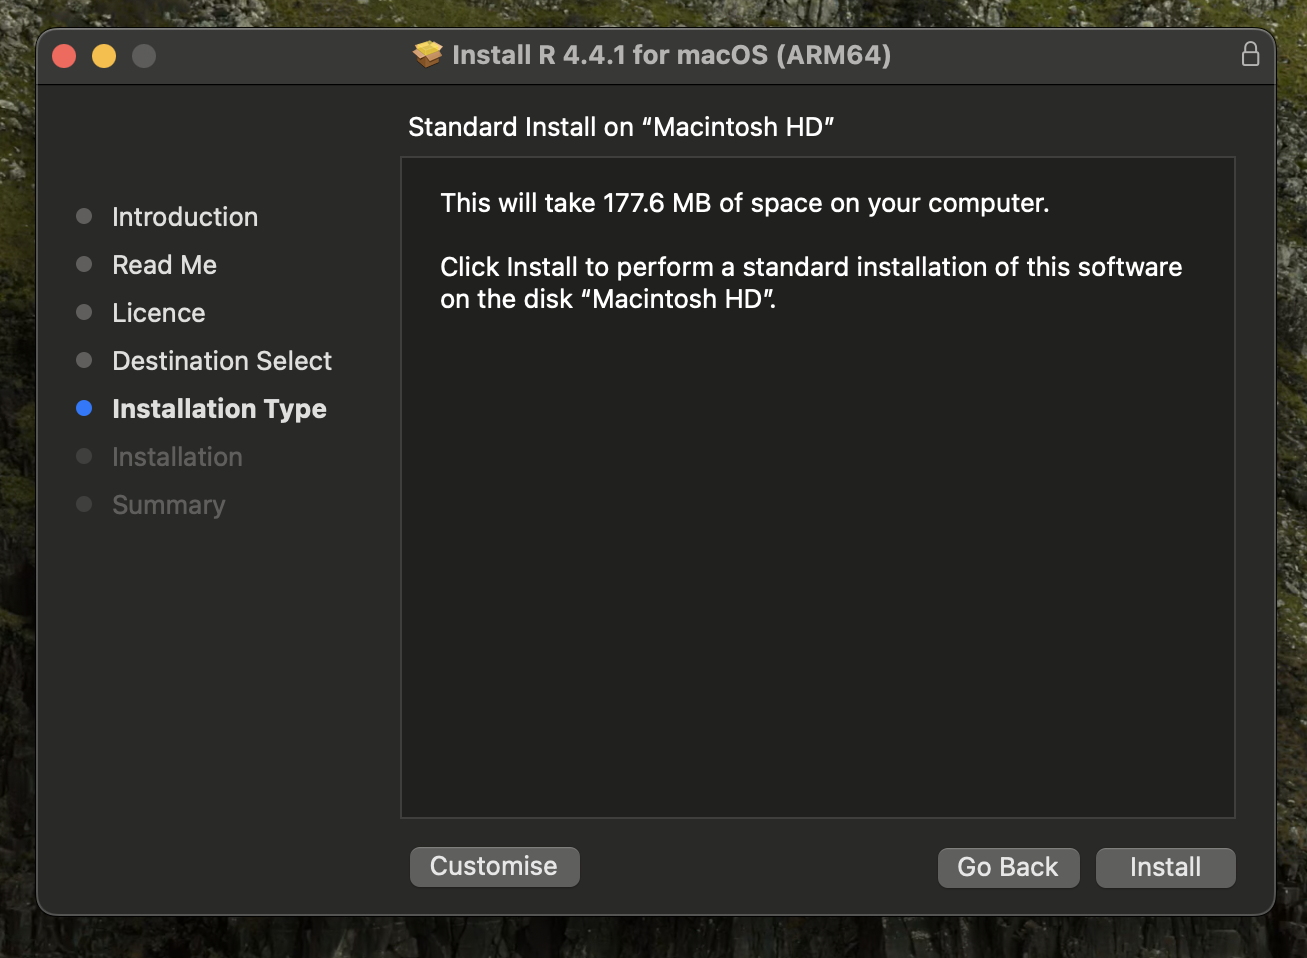 Install R 4.4.1 for macOS (ARM64)
Standard Install on “Macintosh HD”
Introduction
Read Me
Licence
Destination Select
Installation Type
Installation
Summary
This will take 177.6 MB of space on your computer.
Click Install to perform a standard installation of this software
on the disk “Macintosh HD”.
Customise
Go Back
Install